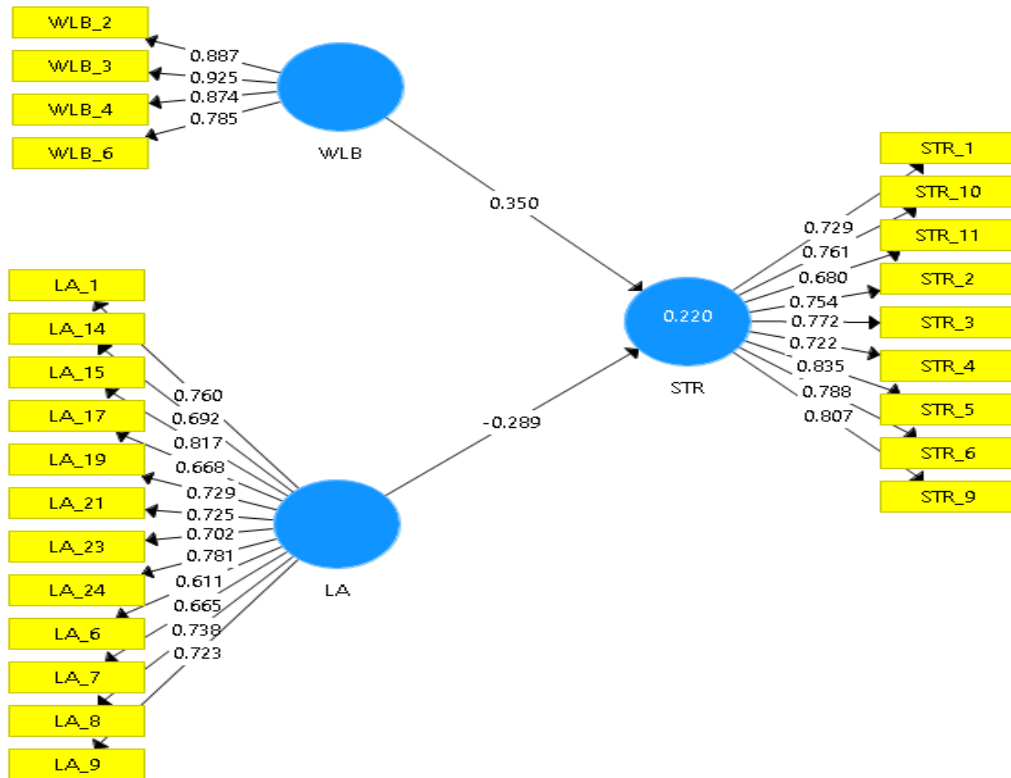 WLB_2
WLB_3
WLB_4
WLB_6
0.887
0.925
0.874
0.785
WLB
0.350
LA_1
LA_14
LA_15
LA_17
LA_19
LA_21
LA_23
LA_24
LA_6
LA_7
LA_8
LA_9
0.760
0.692
0.817
0.668
0.729
0.725
0.702
0.781
0.611
0.665
0.738
0.723
LA
-0.289
0.220
STR
0.729
0.761
0.680
0.754
0.772
0.722
0.835
0.788
0.807
STR_1
STR_10
STR_11
STR_2
STR_3
STR_4
STR_5
STR_6
STR_9